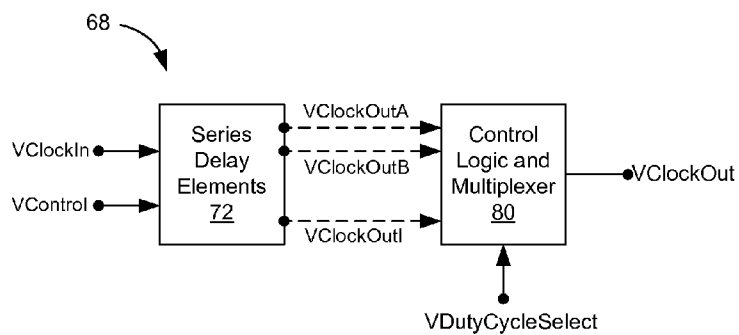 68
VClockIn
VControl
Series
Delay
Elements
72
VClockOutA
VClockOutB
VClockOutI
Control
Logic and
Multiplexer
80
VClockOut
VDutyCycleSelect